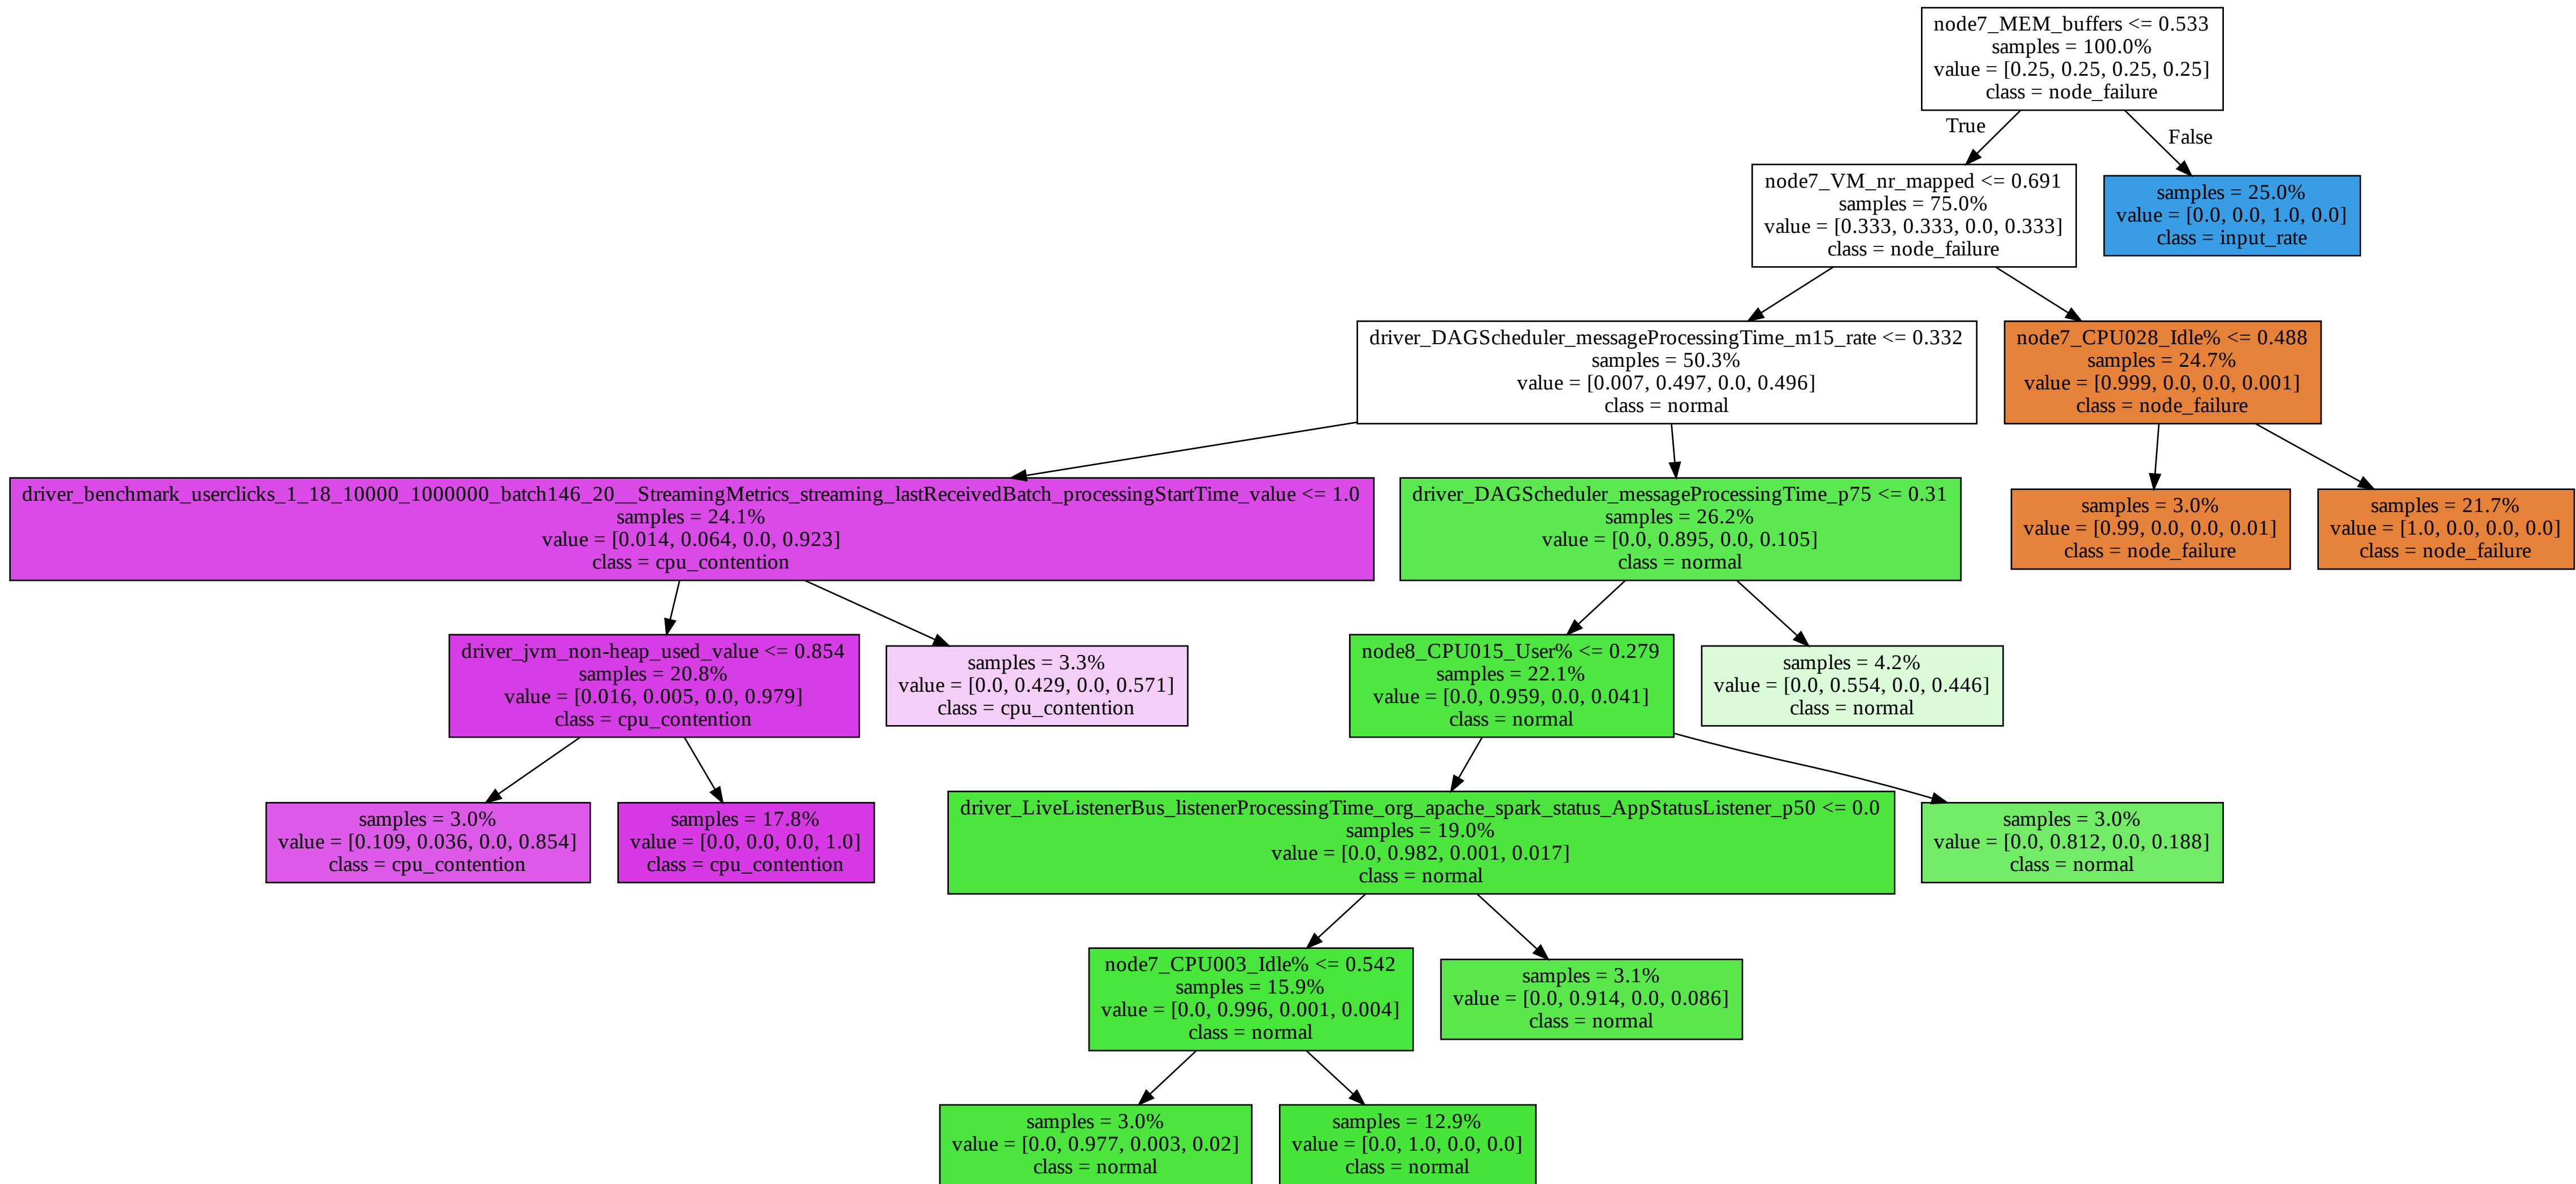 node7_MEM_buffers <= 0.533
samples = 100.0%
value = [0.25, 0.25, 0.25, 0.25]
class = node_failure
True
False
node7_VM_nr_mapped <= 0.691
samples = 75.0%
value = [0.333, 0.333, 0.0, 0.333]
class = node_failure
samples = 25.0%
value = [0.0, 0.0, 1.0, 0.0]
class = input_rate
driver_DAGScheduler_messageProcessingTime_m15_rate <= 0.332
samples = 50.3%
value = [0.007, 0.497, 0.0, 0.496]
class = normal
node7_CPU028_Idle% <= 0.488
samples = 24.7%
value = [0.999, 0.0, 0.0, 0.001]
class = node_failure
driver_benchmark_userclicks_1_18_10000_1000000_batch146_20__StreamingMetrics_streaming_lastReceivedBatch_processingStartTime_value <= 1.0
samples = 24.1%
value = [0.014, 0.064, 0.0, 0.923]
class = cpu_contention
driver_DAGScheduler_messageProcessingTime_p75 <= 0.31
samples = 26.2%
value = [0.0, 0.895, 0.0, 0.105]
class = normal
samples = 3.0%
value = [0.99, 0.0, 0.0, 0.01]
class = node_failure
samples = 21.7%
value = [1.0, 0.0, 0.0, 0.0]
class = node_failure
driver_jvm_non-heap_used_value <= 0.854
samples = 20.8%
value = [0.016, 0.005, 0.0, 0.979]
class = cpu_contention
samples = 3.3%
value = [0.0, 0.429, 0.0, 0.571]
class = cpu_contention
node8_CPU015_User% <= 0.279
samples = 22.1%
value = [0.0, 0.959, 0.0, 0.041]
class = normal
samples = 4.2%
value = [0.0, 0.554, 0.0, 0.446]
class = normal
samples = 3.0%
value = [0.109, 0.036, 0.0, 0.854]
class = cpu_contention
samples = 17.8%
value = [0.0, 0.0, 0.0, 1.0]
class = cpu_contention
driver_LiveListenerBus_listenerProcessingTime_org_apache_spark_status_AppStatusListener_p50 <= 0.0
samples = 19.0%
value = [0.0, 0.982, 0.001, 0.017]
class = normal
samples = 3.0%
value = [0.0, 0.812, 0.0, 0.188]
class = normal
node7_CPU003_Idle% <= 0.542
samples = 15.9%
value = [0.0, 0.996, 0.001, 0.004]
class = normal
samples = 3.1%
value = [0.0, 0.914, 0.0, 0.086]
class = normal
samples = 3.0%
value = [0.0, 0.977, 0.003, 0.02]
class = normal
samples = 12.9%
value = [0.0, 1.0, 0.0, 0.0]
class = normal